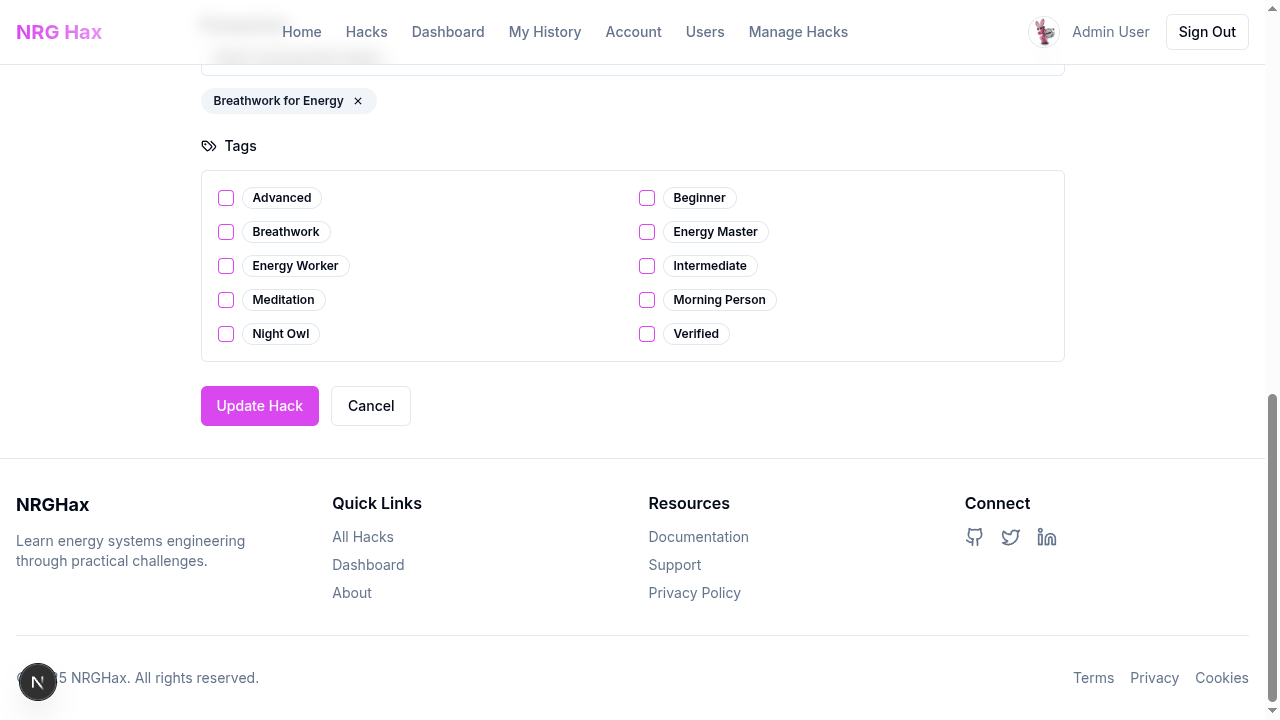 NRG Hax
Home
Hacks
Dashboard
My History
Account
Users
Manage Hacks
Admin User
Sign Out
Breathwork for Energy ×
Tags
Advanced
Beginner
Breathwork
Energy Master
Energy Worker
Intermediate
Meditation
Morning Person
Night Owl
Verified
Update Hack
Cancel
NRGHax
Learn energy systems engineering
through practical challenges.
Quick Links
All Hacks
Dashboard
About
Resources
Documentation
Support
Privacy Policy
Connect
N
5 NRGHax. All rights reserved.
Terms
Privacy
Cookies